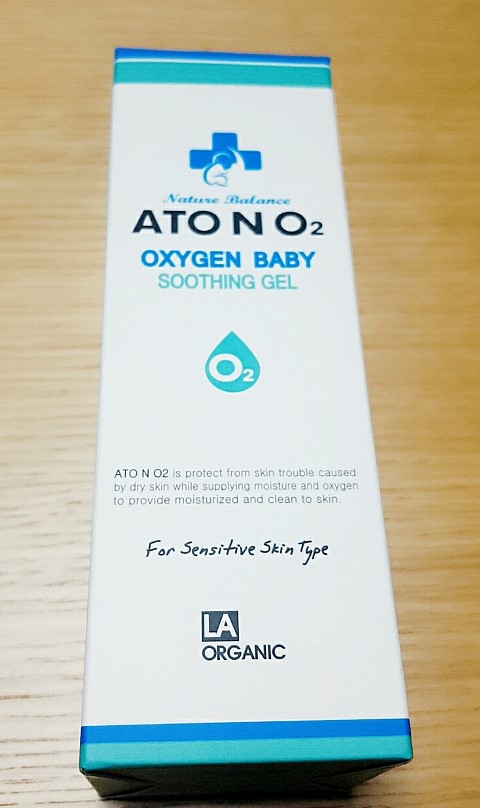 Nature Balance
ATO N O2
OXYGEN BABY
SOOTHING GEL
O2
ATO N O2 is protect from skin trouble caused
by dry skin while supplying moisture and oxygen
to provide moisturized and clean to skin.
For Sensitive Skin Type
LA
ORGANIC